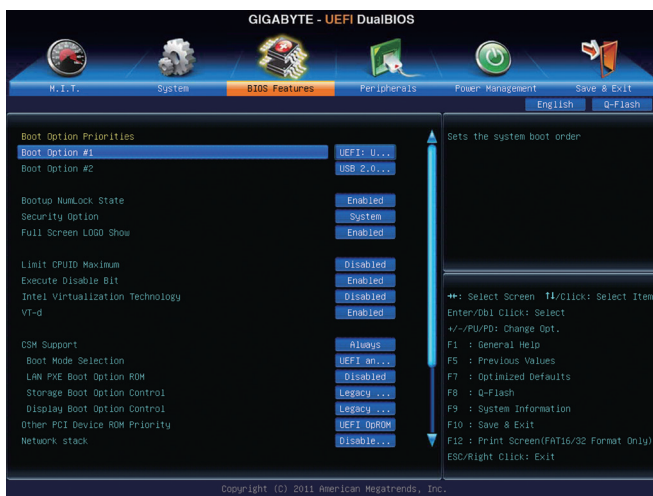 GIGABYTE - UEFI DualBIOS
M.I.T. System BIOS Features Peripherals Power Management Save & Exit
English Q-Flash
Boot Option Priorities
Boot Option #1 UEFI: U...
Boot Option #2 USB 2.0...
Bootup NumLock State Enabled
Security Option System
Full Screen LOGO Show Enabled
Limit CPUID Maximum Disabled
Execute Disable Bit Enabled
Intel Virtualization Technology Disabled
VT-d Enabled
CSM Support Always
Boot Mode Selection UEFI an...
LAN PXE Boot Option ROM Disabled
Storage Boot Option Control Legacy ...
Display Boot Option Control Legacy ...
Other PCI Device ROM Priority UEFI OpROM
Network stack Disable...
Sets the system boot order
→←: Select Screen ↑↓/Click: Select Item
Enter/Dbl Click: Select
+/-/PU/PD: Change Opt.
F1 : General Help
F5 : Previous Values
F7 : Optimized Defaults
F8 : Q-Flash
F9 : System Information
F10 : Save & Exit
F12 : Print Screen(FAT16/32 Format Only)
ESC/Right Click: Exit
Copyright (C) 2011 American Megatrends, Inc.